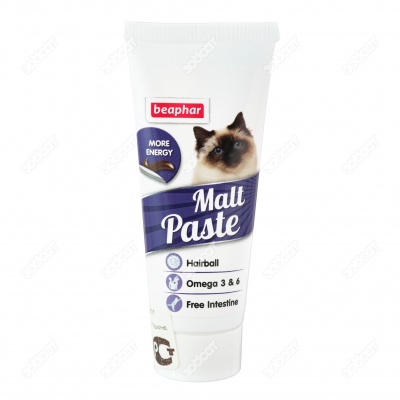 beaphar
MORE
ENERGY
Malt
Paste
Hairball
Omega 3 & 6
Free Intestine